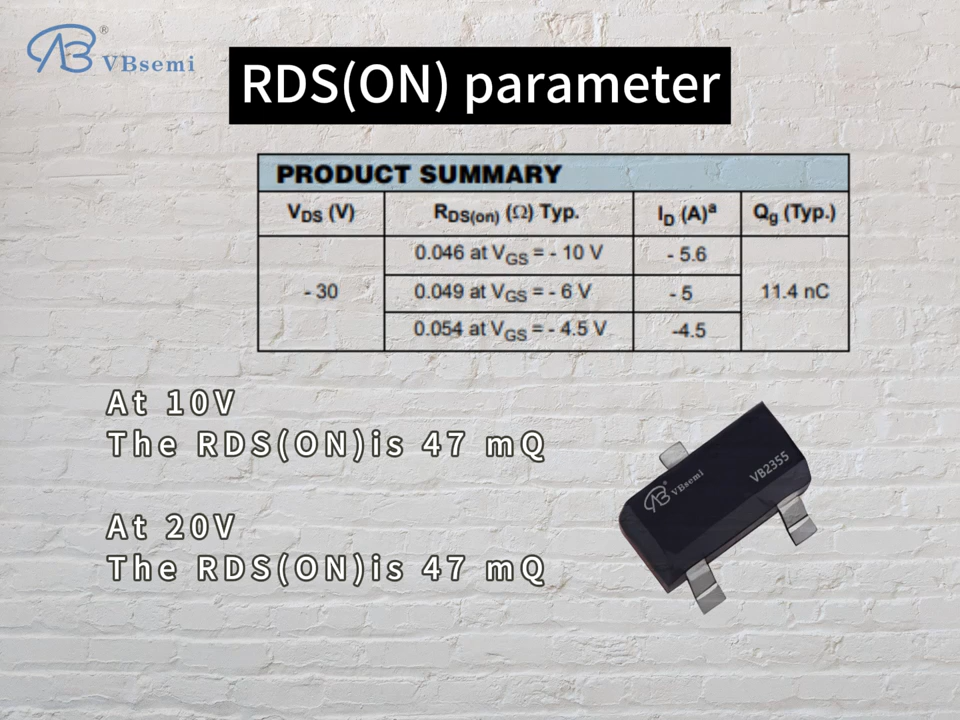 VBsemi ®
RDS(ON) parameter
PRODUCT SUMMARY
VDS (V) RDS(on) (Ω) Typ. ID (A)a Qg (Typ.)
0.046 at VGS = - 10 V - 5.6
- 30 0.049 at VGS = - 6 V - 5 11.4 nC
0.054 at VGS = - 4.5 V -4.5
At 10V
The RDS(ON)is 47 mQ
At 20V
The RDS(ON)is 47 mQ
VBsemi ® VB2355